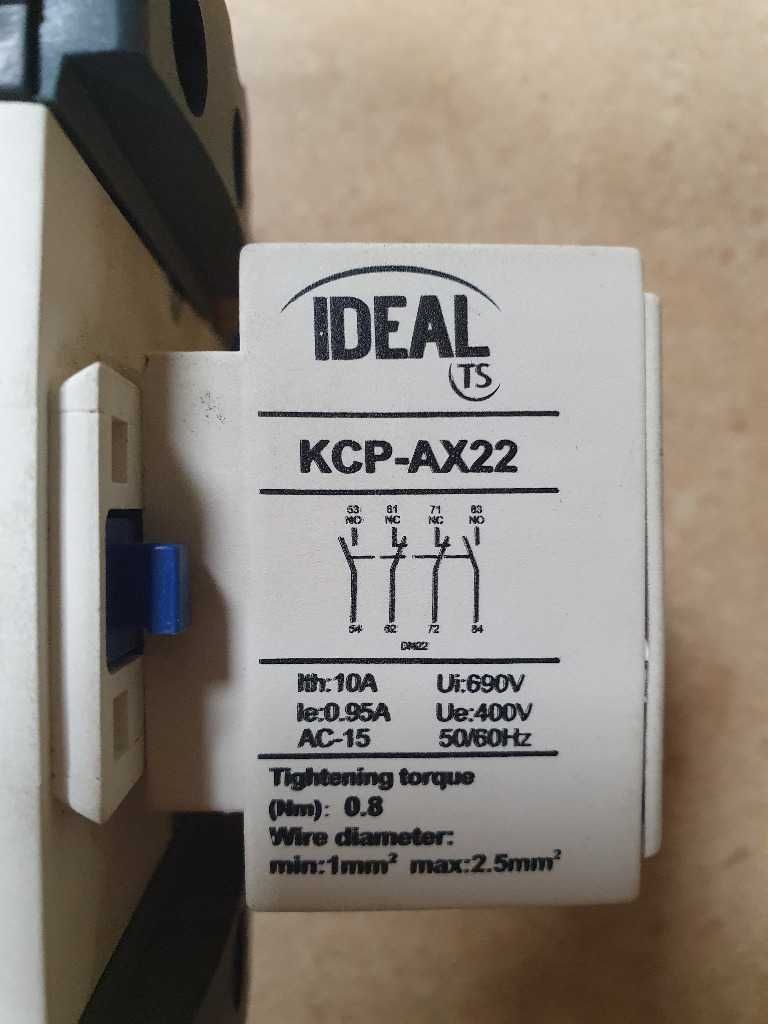 IDEAL
TS
KCP-AX22
53 61 71 83
NO NC NC NO
54 62 72 84
Ith:10A Ui:690V
Ie:0.95A Ue:400V
AC-15 50/60Hz
Tightening torque
(Nm): 0.8
Wire diameter:
min:1mm² max:2.5mm²